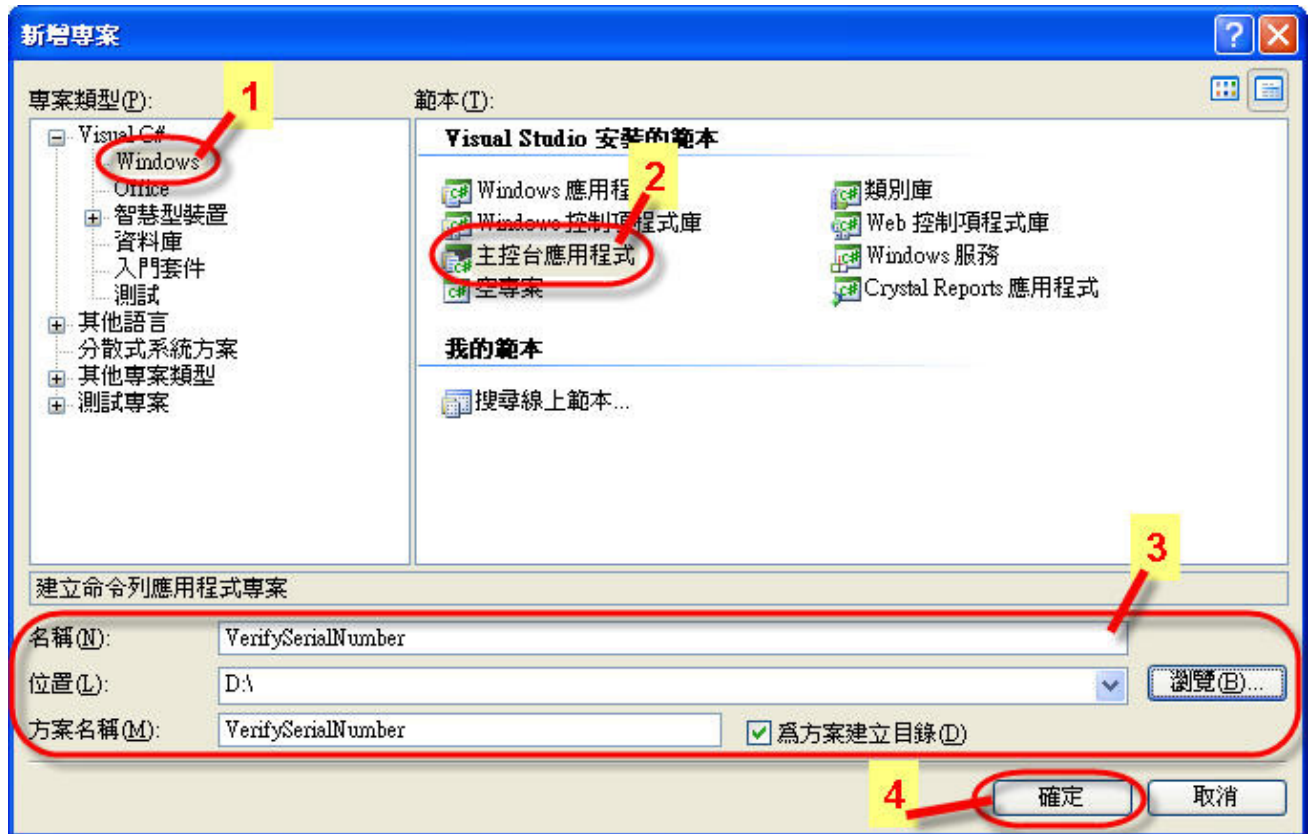 新增專案
專案類型(P):
1
Visual C#
Windows
Office
智慧型裝置
資料庫
入門套件
測試
其他語言
分散式系統方案
其他專案類型
測試專案
範本(T):
Visual Studio 安裝的範本
2
Windows 應用程
類別庫
Windows 控制項程式庫
Web 控制項程式庫
主控台應用程式
Windows 服務
空專案
Crystal Reports 應用程式
我的範本
搜尋線上範本...
建立命令列應用程式專案
3
名稱(N):
VerifySerialNumber
位置(L):
D:\
瀏覽(B)...
方案名稱(M):
VerifySerialNumber
為方案建立目錄(D)
4
確定
取消